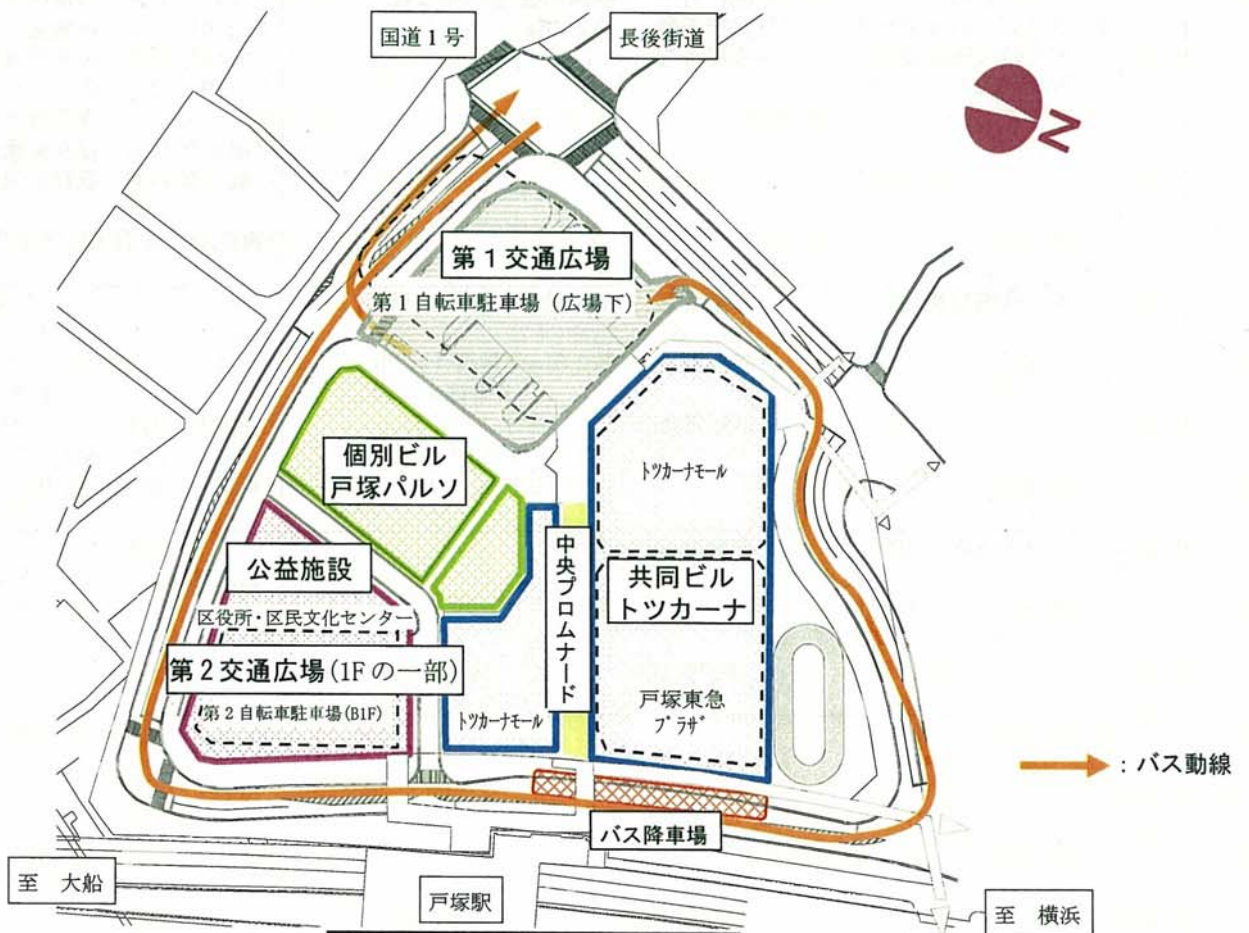 国道1号
長後街道
N
第1交通広場
第1自転車駐車場（広場下）
個別ビル
戸塚パルソ
トツカーナモール
中央プロムナード
共同ビル
トツカーナ
公益施設
区役所・区民文化センター
第2交通広場(1Fの一部)
第2自転車駐車場(B1F)
トツカーナモール
戸塚東急
プラザ
：バス動線
バス降車場
至 大船
戸塚駅
至 横浜